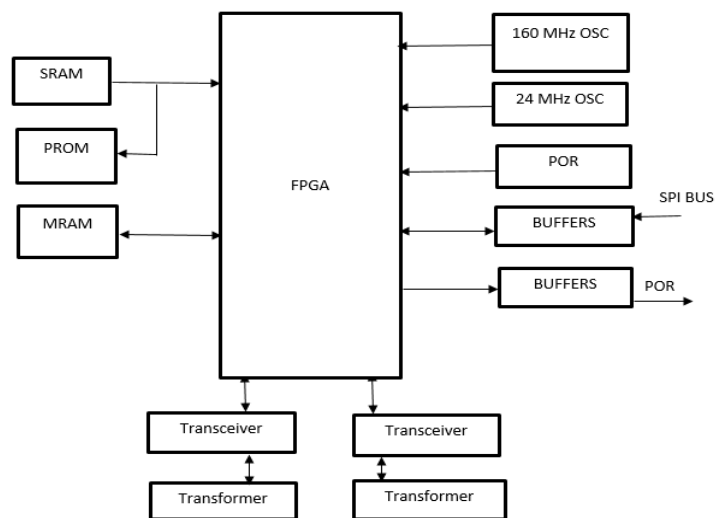 160 MHz OSC
SRAM
24 MHz OSC
PROM
POR
FPGA
SPI BUS
MRAM
BUFFERS
BUFFERS
POR
Transceiver
Transceiver
Transformer
Transformer